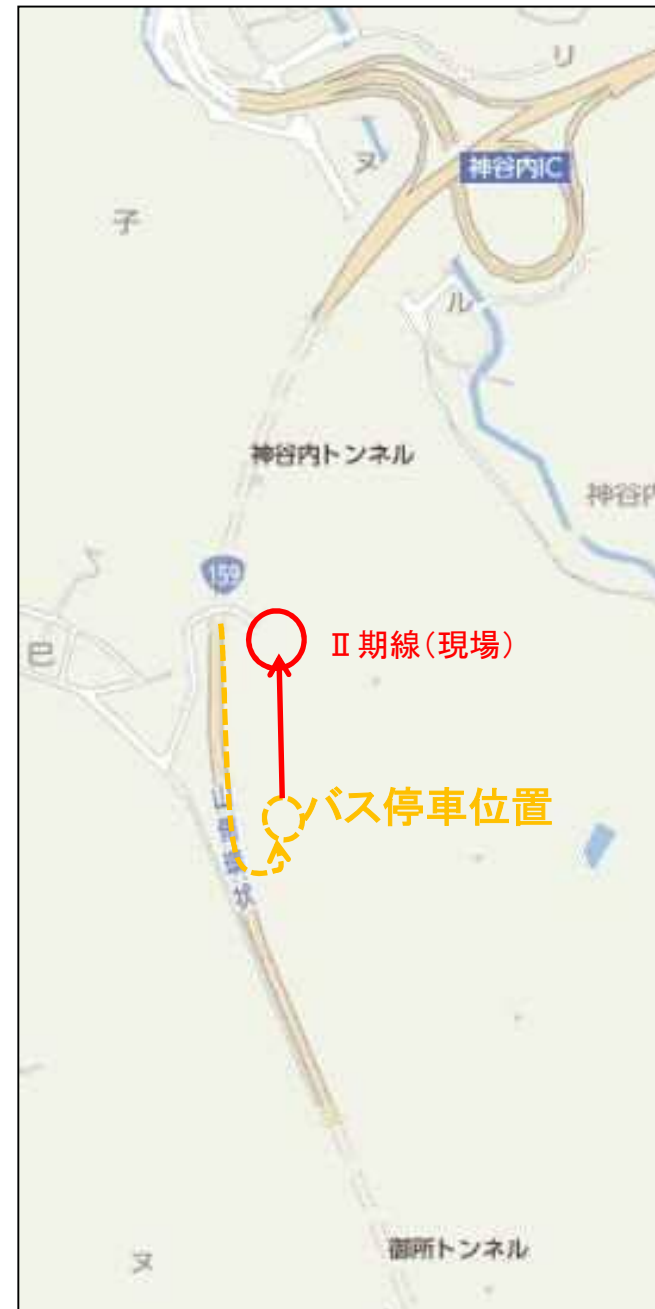 リ
ヌ
神谷内IC
子
ル
神谷内トンネル
神谷内
159
巳
Ⅱ期線(現場)
バス停車位置
山側環状
ヌ
御所トンネル